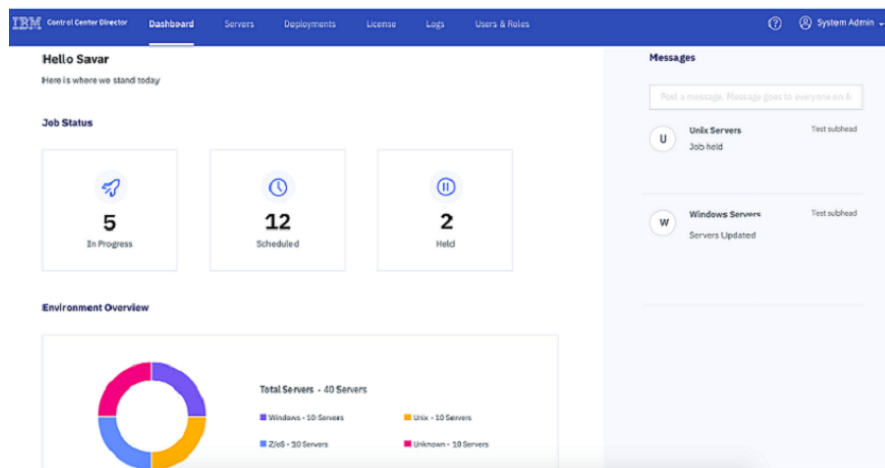 IBM Control Center Director Dashboard Servers Deployments License Logs Users & Roles System Admin
Hello Savar
Here is where we stand today
Job Status
5
In Progress
12
Scheduled
2
Held
Environment Overview
Total Servers - 40 Servers
Windows - 10 Servers
Unix - 10 Servers
Z/oS - 10 Servers
Unknown - 10 Servers
Messages
Post a message. Message goes to everyone on A
U
Unix Servers Test subhead
Job held
W
Windows Servers Test subhead
Servers Updated